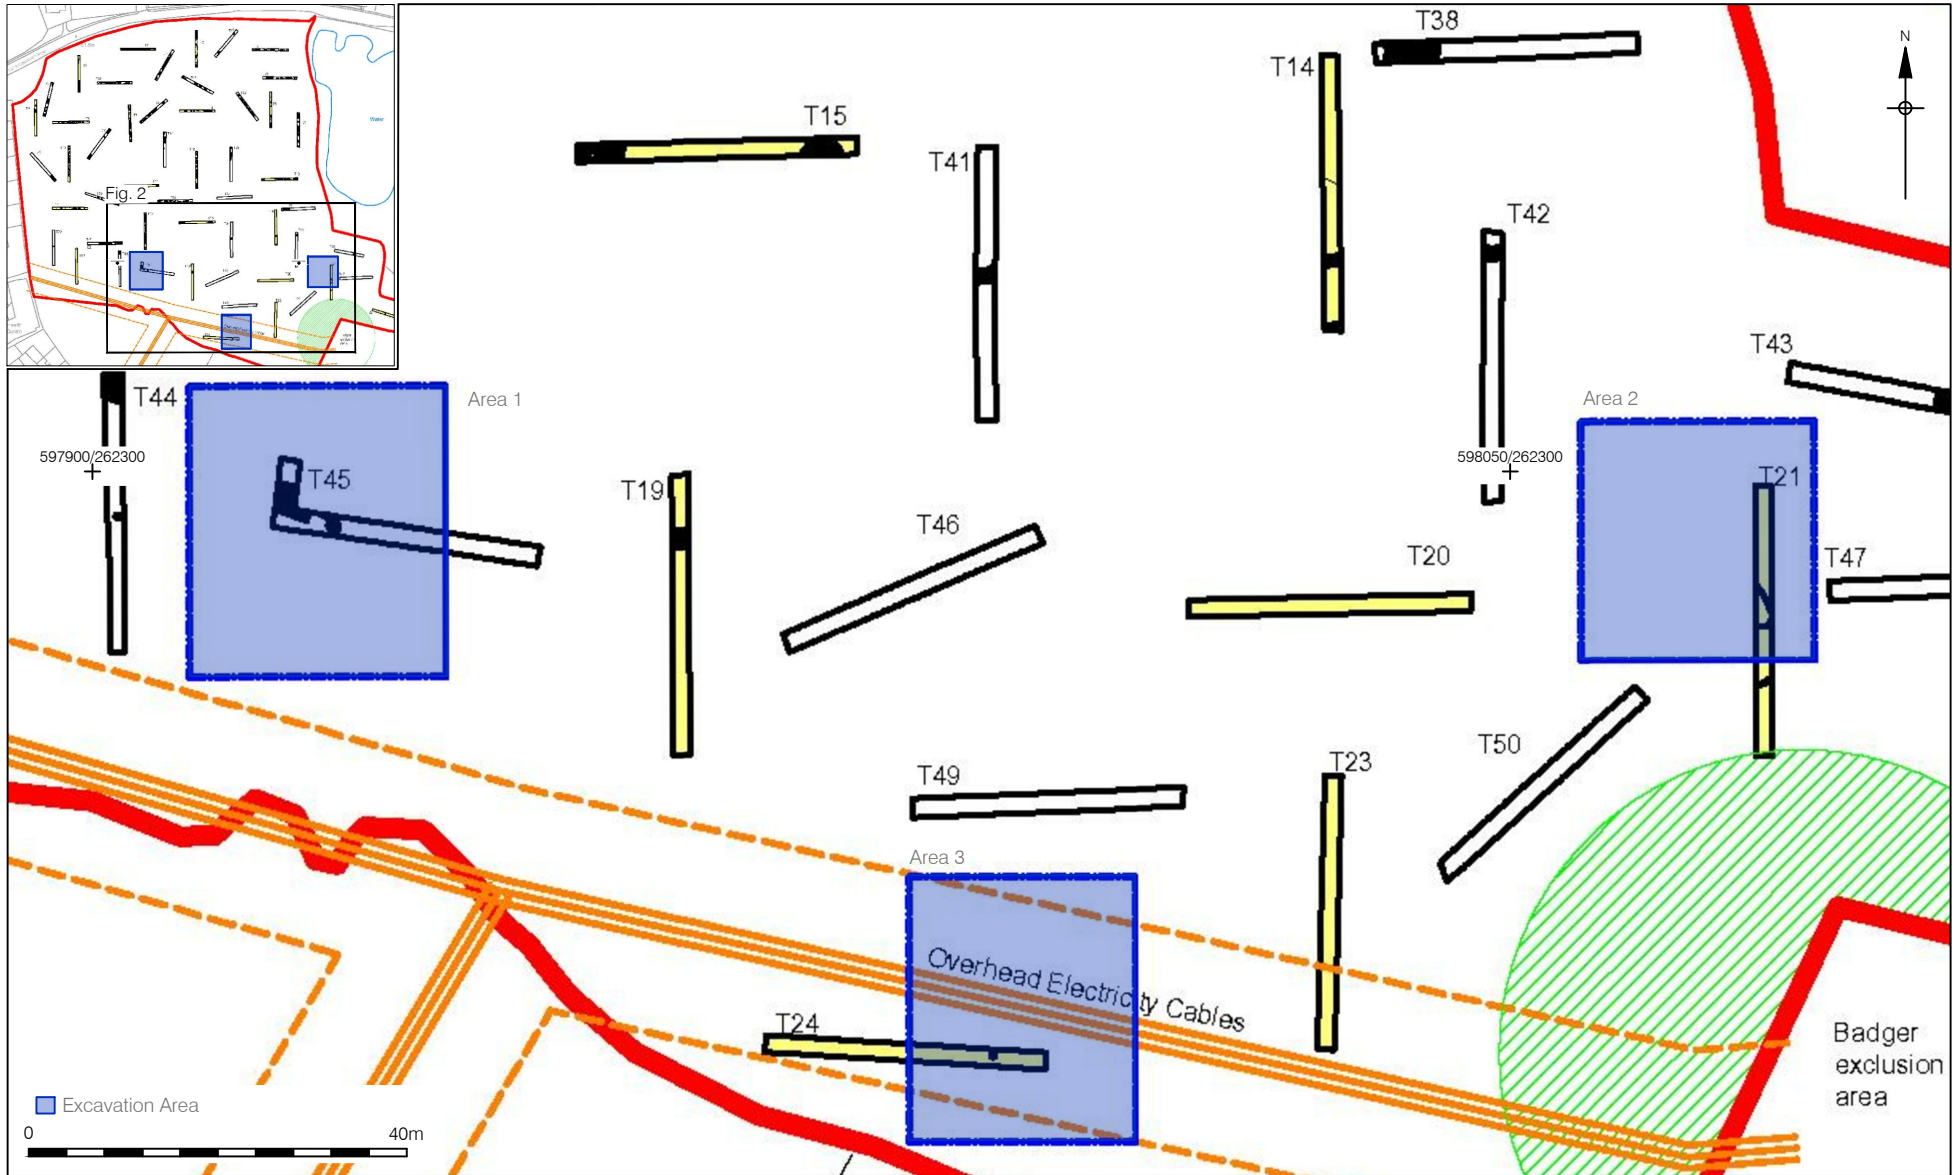 Fig. 2
Water
N
T38
T14
T15
T41
T42
T43
T44
Area 1
Area 2
597900/262300
598050/262300
T45
T21
T19
T46
T20
T47
T50
T23
T49
Area 3
Overhead Electricity Cables
T24
Badger
exclusion
area
Excavation Area
0 40m